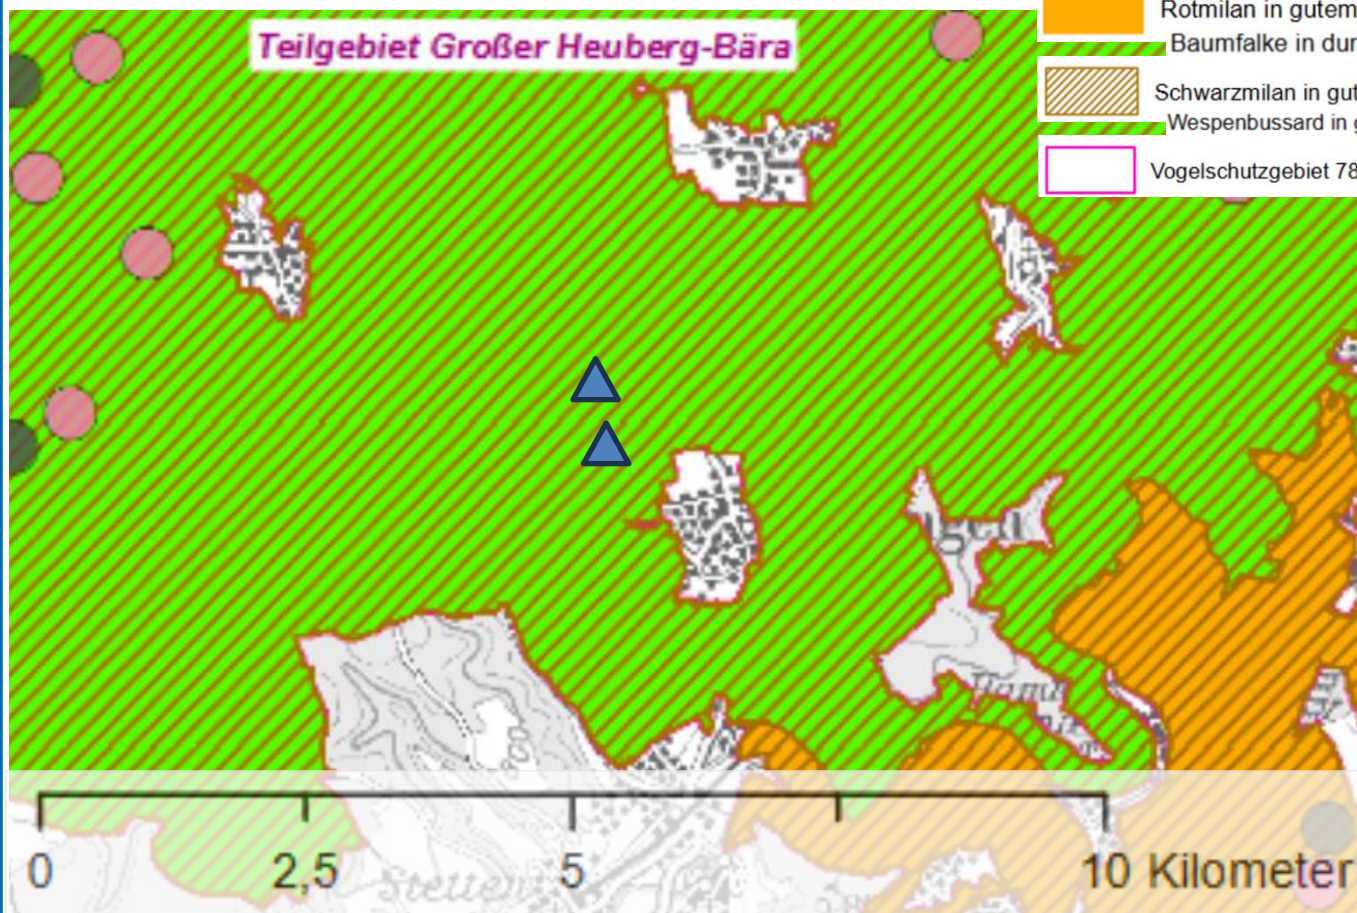 Teilgebiet Großer Heuberg-Bära
Rotmilan in gutem
Baumfalke in dur
Schwarzmilan in gut
Wespenbussard in g
Vogelschutzgebiet 78
Stetten
0 2,5 5 10 Kilometer